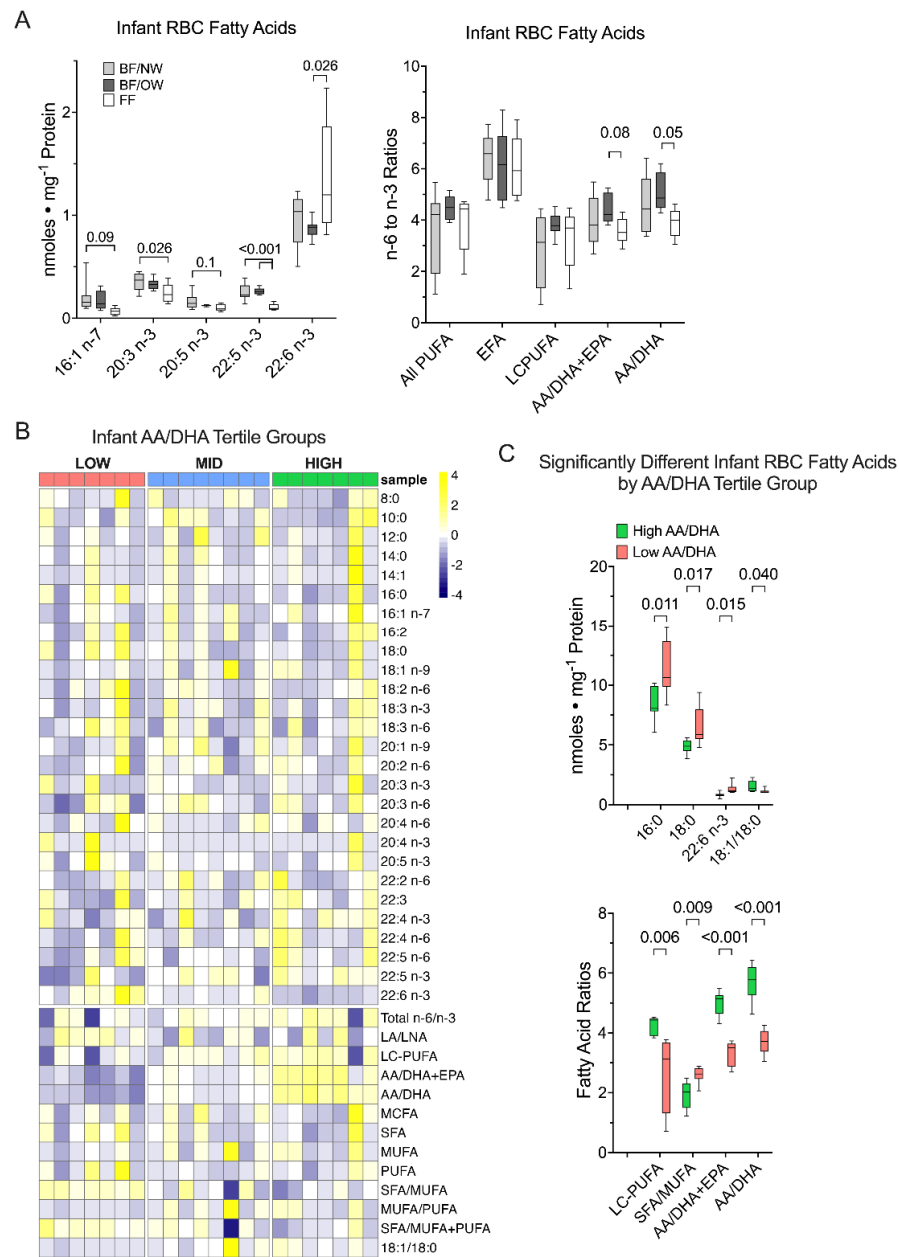 A
Infant RBC Fatty Acids
BF/NW
BF/OW
FF
0.026
0.09
0.026
0.1
<0.001
2
1
0
nmoles • mg-1 Protein
16:1 n-7
20:3 n-3
20:5 n-3
22:5 n-3
22:6 n-3
Infant RBC Fatty Acids
0.08
0.05
10
8
6
4
2
0
n-6 to n-3 Ratios
All PUFA
EFA
LCPUFA
AA/DHA+EPA
AA/DHA
B
Infant AA/DHA Tertile Groups
LOW MID HIGH
sample
4
2
0
-2
-4
8:0
10:0
12:0
14:0
14:1
16:0
16:1 n-7
16:2
18:0
18:1 n-9
18:2 n-6
18:3 n-3
18:3 n-6
20:1 n-9
20:2 n-6
20:3 n-3
20:3 n-6
20:4 n-6
20:4 n-3
20:5 n-3
22:2 n-6
22:3
22:4 n-3
22:4 n-6
22:5 n-6
22:5 n-3
22:6 n-3
Total n-6/n-3
LA/LNA
LC-PUFA
AA/DHA+EPA
AA/DHA
MCFA
SFA
MUFA
PUFA
SFA/MUFA
MUFA/PUFA
SFA/MUFA+PUFA
18:1/18:0
C
Significantly Different Infant RBC Fatty Acids
by AA/DHA Tertile Group
High AA/DHA
Low AA/DHA
0.011
0.017
0.015
0.040
20
15
10
5
0
nmoles • mg-1 Protein
16:0
18:0
22:6 n-3
18:1/18:0
0.006
0.009
<0.001
<0.001
8
6
4
2
0
Fatty Acid Ratios
LC-PUFA
SFA/MUFA
AA/DHA+EPA
AA/DHA